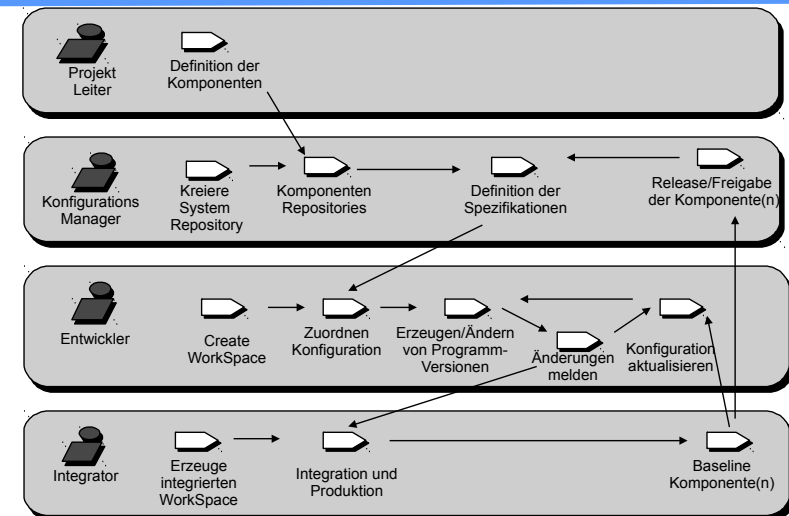 Projekt
Leiter
Definition der
Komponenten
Konfigurations
Manager
Kreiere
System
Repository
Komponenten
Repositories
Definition der
Spezifikationen
Release/Freigabe
der Komponente(n)
Entwickler
Create
WorkSpace
Zuordnen
Konfiguration
Erzeugen/Ändern
von Programm-
Versionen
Änderungen
melden
Konfiguration
aktualisieren
Integrator
Erzeuge
integrierten
WorkSpace
Integration und
Produktion
Baseline
Komponente(n)